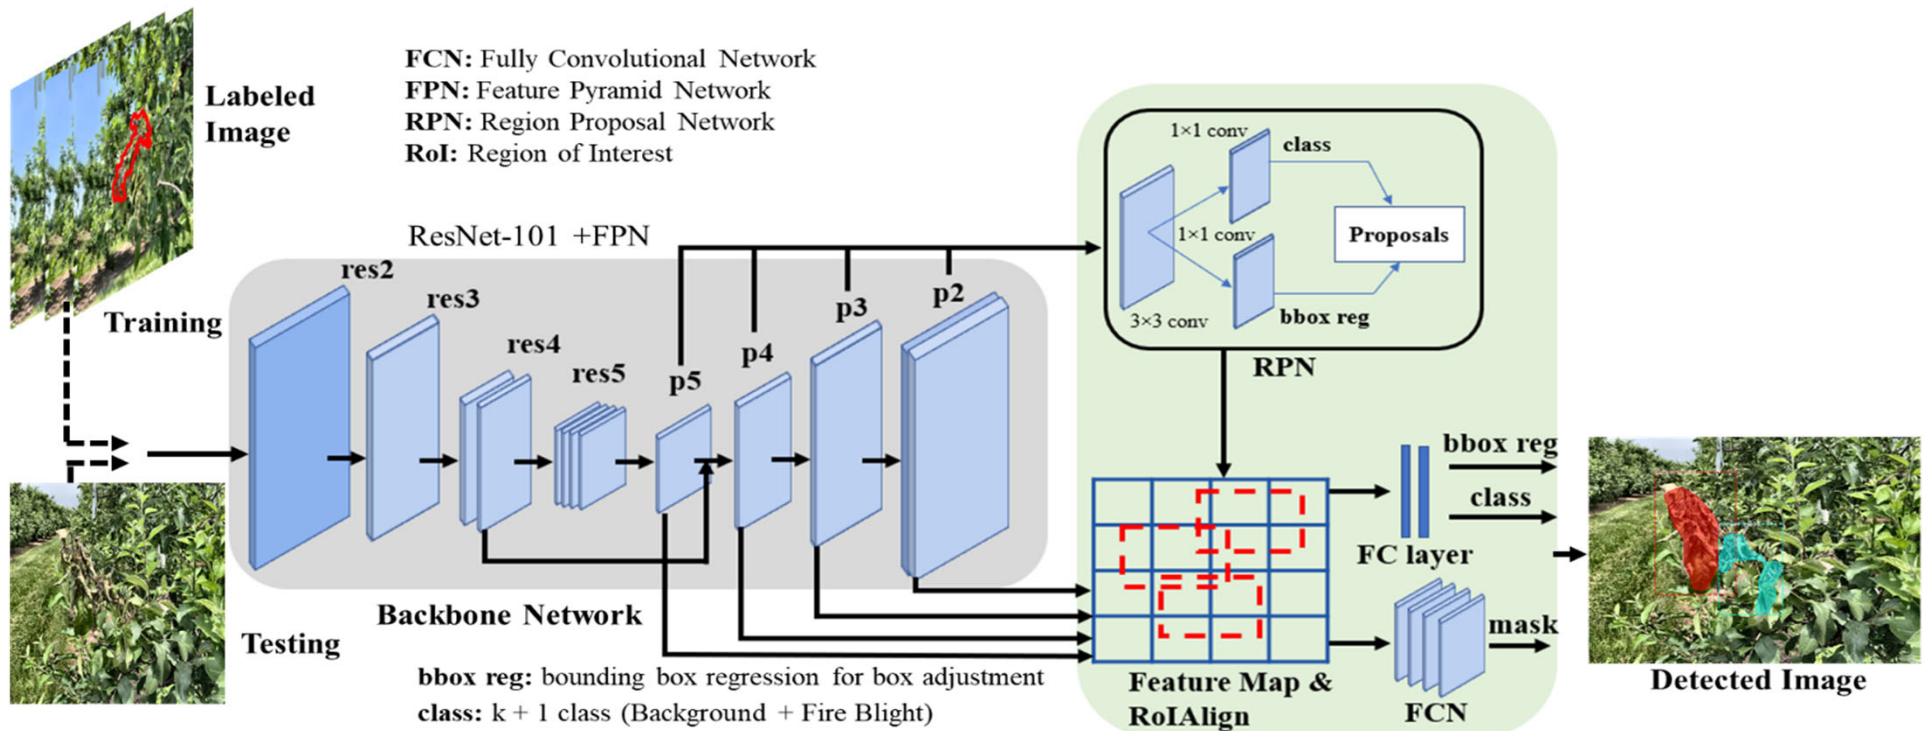 Labeled
Image
FCN: Fully Convolutional Network
FPN: Feature Pyramid Network
RPN: Region Proposal Network
RoI: Region of Interest
ResNet-101 +FPN
Training
res2
res3
res4
res5
p5
p4
p3
p2
1×1 conv
class
1×1 conv
Proposals
3×3 conv
bbox reg
RPN
Backbone Network
Testing
bbox reg: bounding box regression for box adjustment
class: k + 1 class (Background + Fire Blight)
Feature Map &
RoIAlign
bbox reg
class
FC layer
mask
FCN
Detected Image